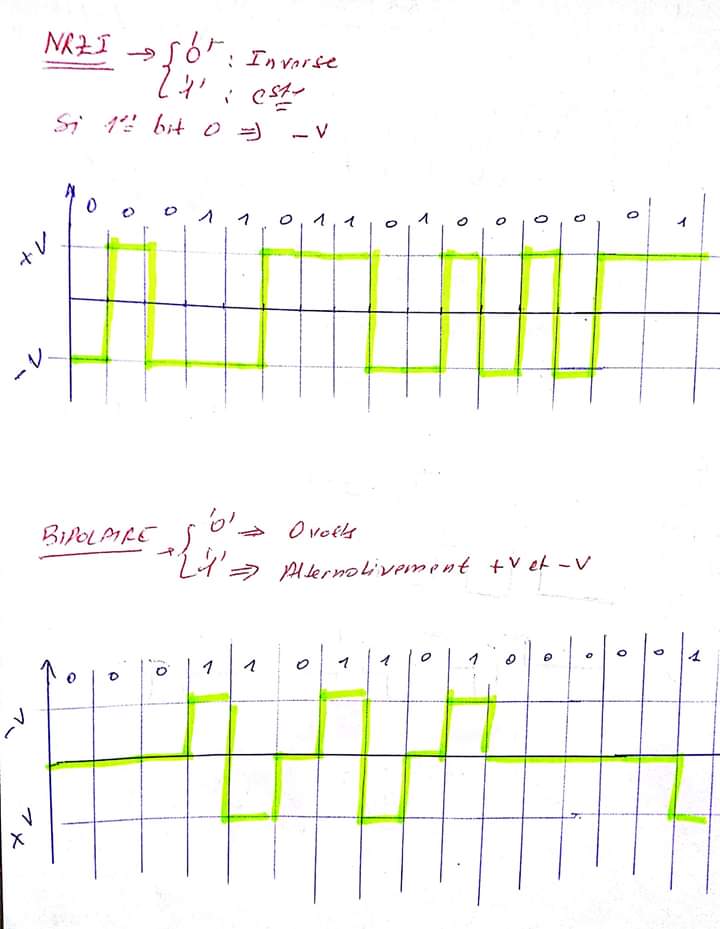 NRZI → { '0' : Inverse
'1' : cste
Si 1er bit 0 ⇒ -V
0 0 0 1 1 0 1 1 0 1 0 0 0 0 0 1
+V
-V
BIPOLAIRE → { '0' ⇒ 0 volts
'1' ⇒ Alternativement +V et -V
0 0 0 1 1 0 1 1 0 1 0 0 0 0 0 1
-V
+V